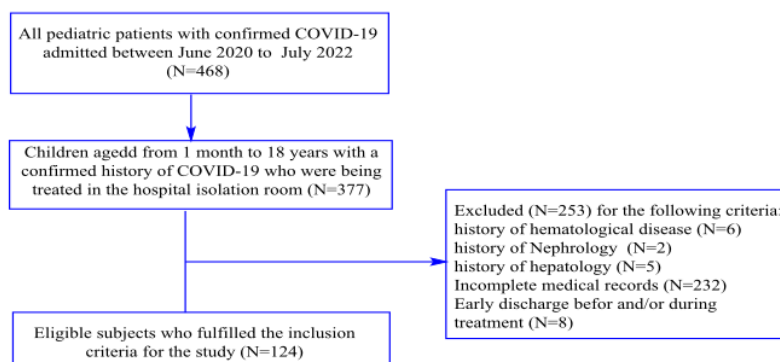 All pediatric patients with confirmed COVID-19
admitted between June 2020 to July 2022
(N=468)
Children agedd from 1 month to 18 years with a
confirmed history of COVID-19 who were being
treated in the hospital isolation room (N=377)
Excluded (N=253) for the following criteria:
history of hematological disease (N=6)
history of Nephrology (N=2)
history of hepatology (N=5)
Incomplete medical records (N=232)
Early discharge befor and/or during
treatment (N=8)
Eligible subjects who fulfilled the inclusion
criteria for the study (N=124)